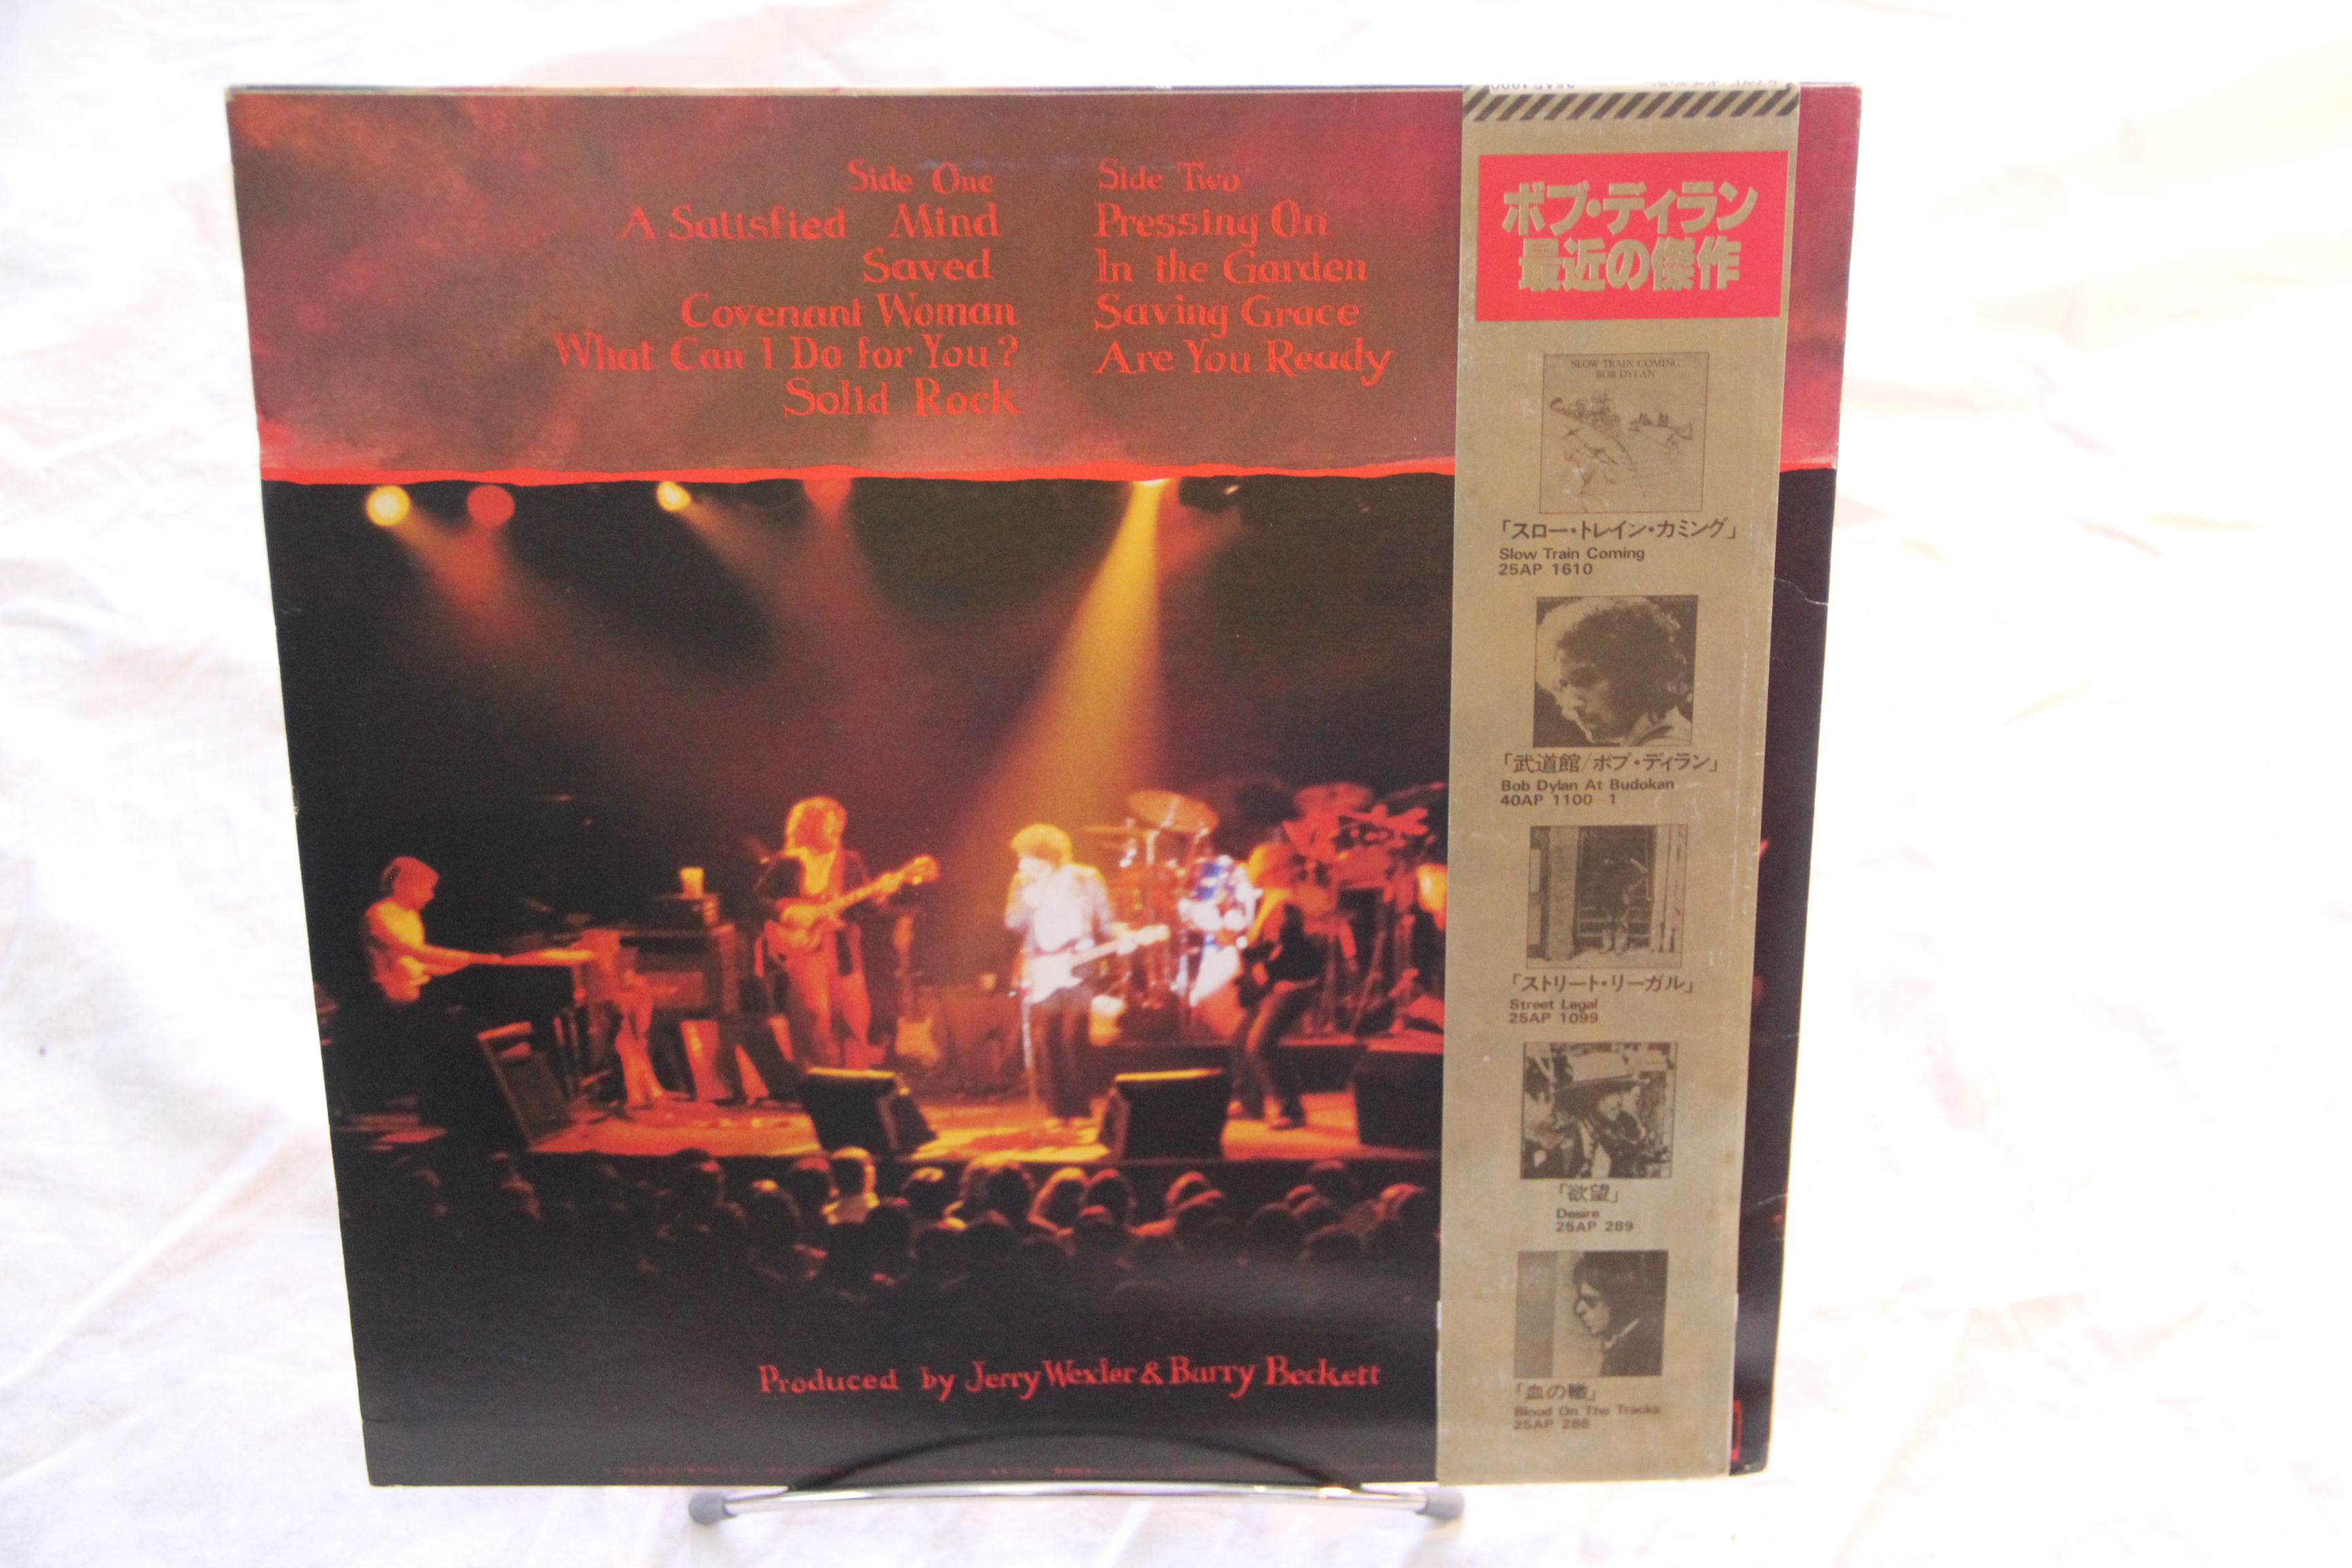 Side One
A Satisfied Mind
Saved
Covenant Woman
What Can I Do for You?
Solid Rock
Side Two
Pressing On
In the Garden
Saving Grace
Are You Ready
Produced by Jerry Wexler & Barry Beckett
ボブ・ディラン
最近の傑作
SLOW TRAIN COMING
BOB DYLAN
「スロー・トレイン・カミング」
Slow Train Coming
25AP 1610
「武道館/ボブ・ディラン」
Bob Dylan At Budokan
40AP 1100-1
「ストリート・リーガル」
Street Legal
25AP 1099
「欲望」
Desire
25AP 289
「血の轍」
Blood On The Tracks
25AP 288